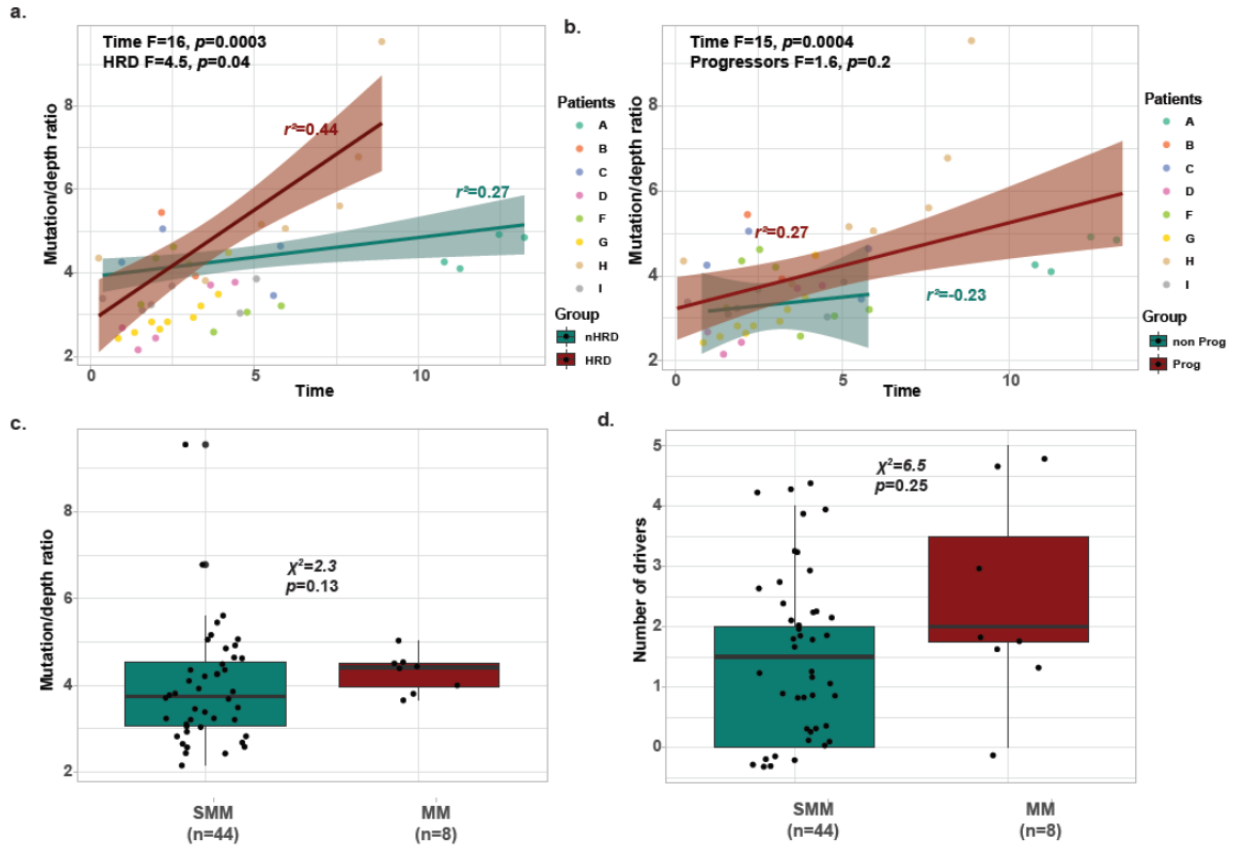 a.
Time F=16, p=0.0003
HRD F=4.5, p=0.04
r²=0.44
r²=0.27
Mutation/depth ratio
8
6
4
2
0
5
10
Time
Patients
A
B
C
D
F
G
H
I
Group
nHRD
HRD
b.
Time F=15, p=0.0004
Progressors F=1.6, p=0.2
r²=0.27
r²=-0.23
Mutation/depth ratio
8
6
4
2
0
5
10
Time
Patients
A
B
C
D
F
G
H
I
Group
non Prog
Prog
c.
Mutation/depth ratio
8
6
4
2
χ²=2.3
p=0.13
SMM
(n=44)
MM
(n=8)
d.
Number of drivers
5
4
3
2
1
0
χ²=6.5
p=0.25
SMM
(n=44)
MM
(n=8)